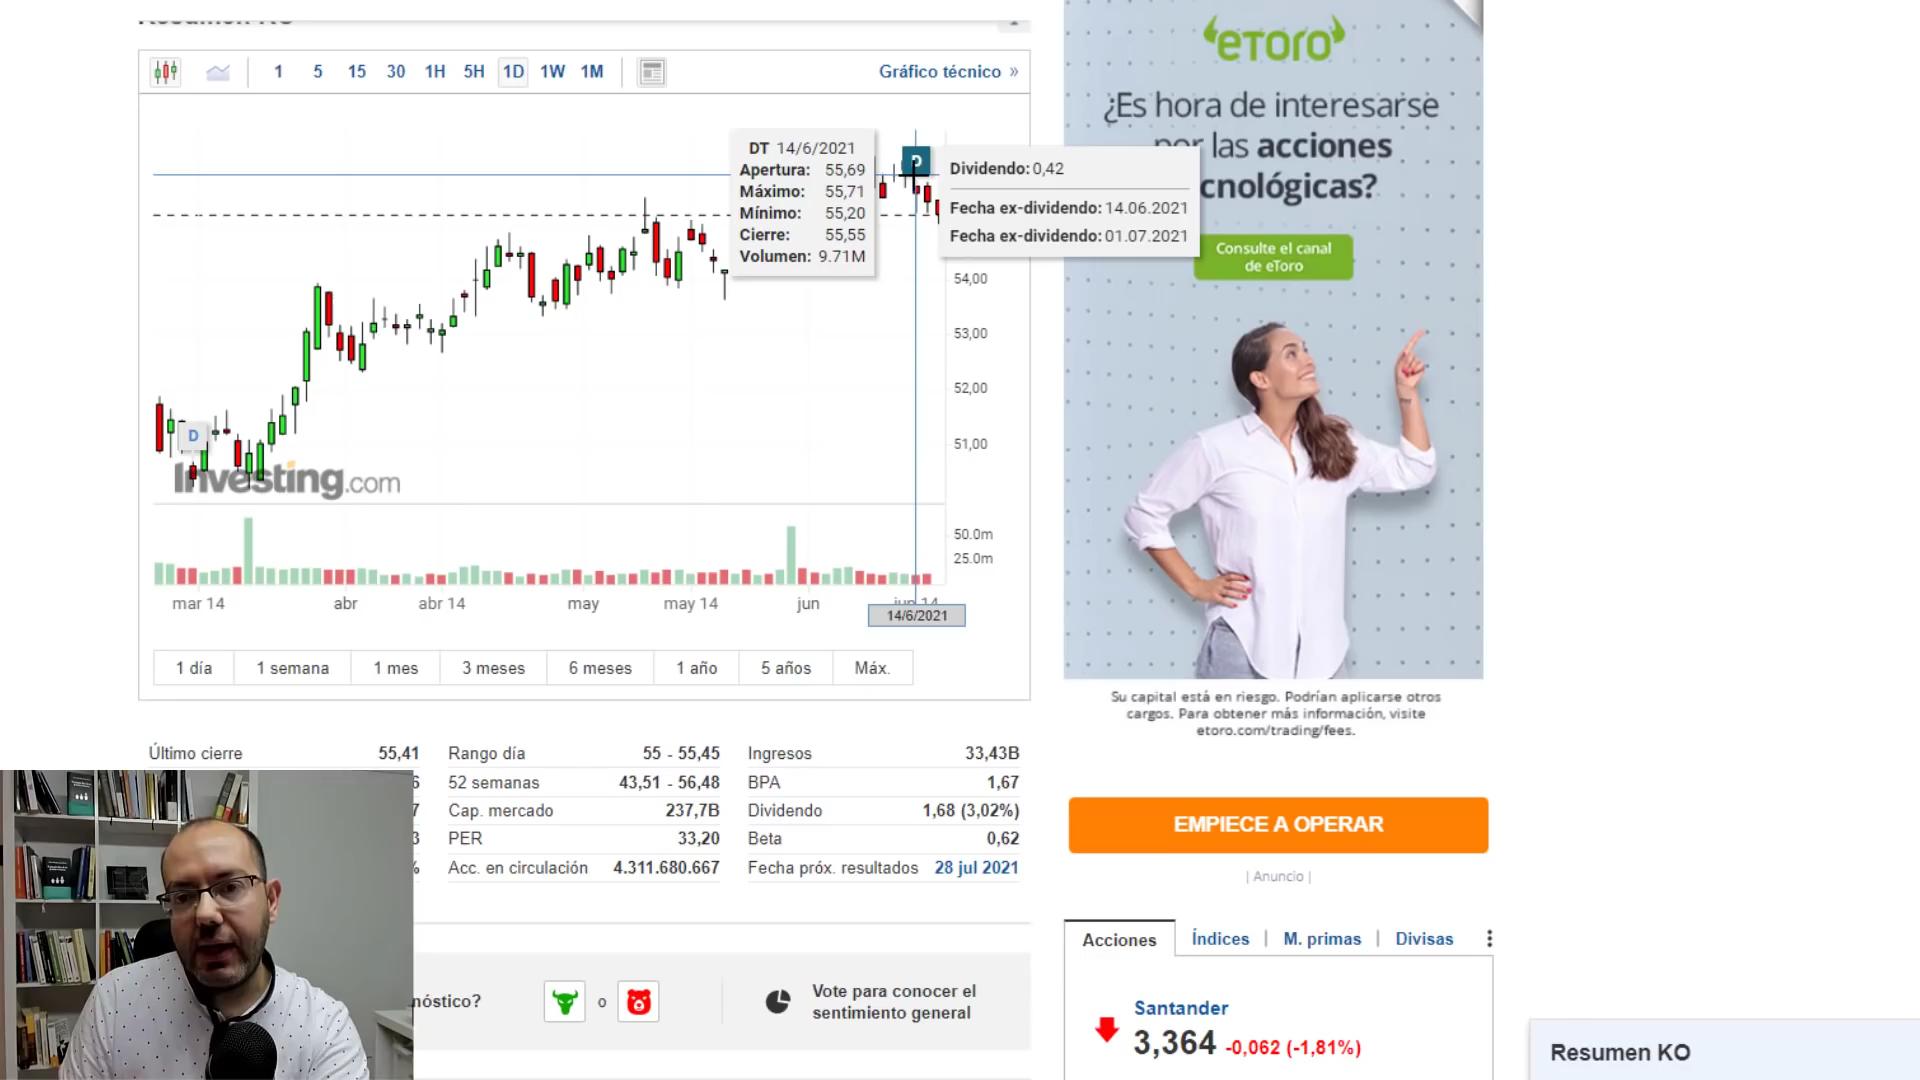 1 5 15 30 1H 5H 1D 1W 1M
Gráfico técnico »
DT 14/6/2021
Apertura: 55,69
Máximo: 55,71
Mínimo: 55,20
Cierre: 55,55
Volumen: 9.71M
D
Dividendo: 0,42
Fecha ex-dividendo: 14.06.2021
Fecha ex-dividendo: 01.07.2021
54,00
53,00
52,00
51,00
D
Investing.com
50.0m
25.0m
mar 14 abr abr 14 may may 14 jun jun 14
14/6/2021
1 día 1 semana 1 mes 3 meses 6 meses 1 año 5 años Máx.
Último cierre 55,41
Rango día 55 - 55,45
Ingresos 33,43B
52 semanas 43,51 - 56,48
BPA 1,67
Cap. mercado 237,7B
Dividendo 1,68 (3,02%)
PER 33,20
Beta 0,62
Acc. en circulación 4.311.680.667
Fecha próx. resultados 28 jul 2021
nóstico?
o
Vote para conocer el
sentimiento general
eToro
¿Es hora de interesarse
por las acciones
cnológicas?
Consulte el canal
de eToro
Su capital está en riesgo. Podrían aplicarse otros
cargos. Para obtener más información, visite
etoro.com/trading/fees.
EMPIECE A OPERAR
| Anuncio |
Acciones Índices | M. primas | Divisas
Santander
3,364 -0,062 (-1,81%)
Resumen KO